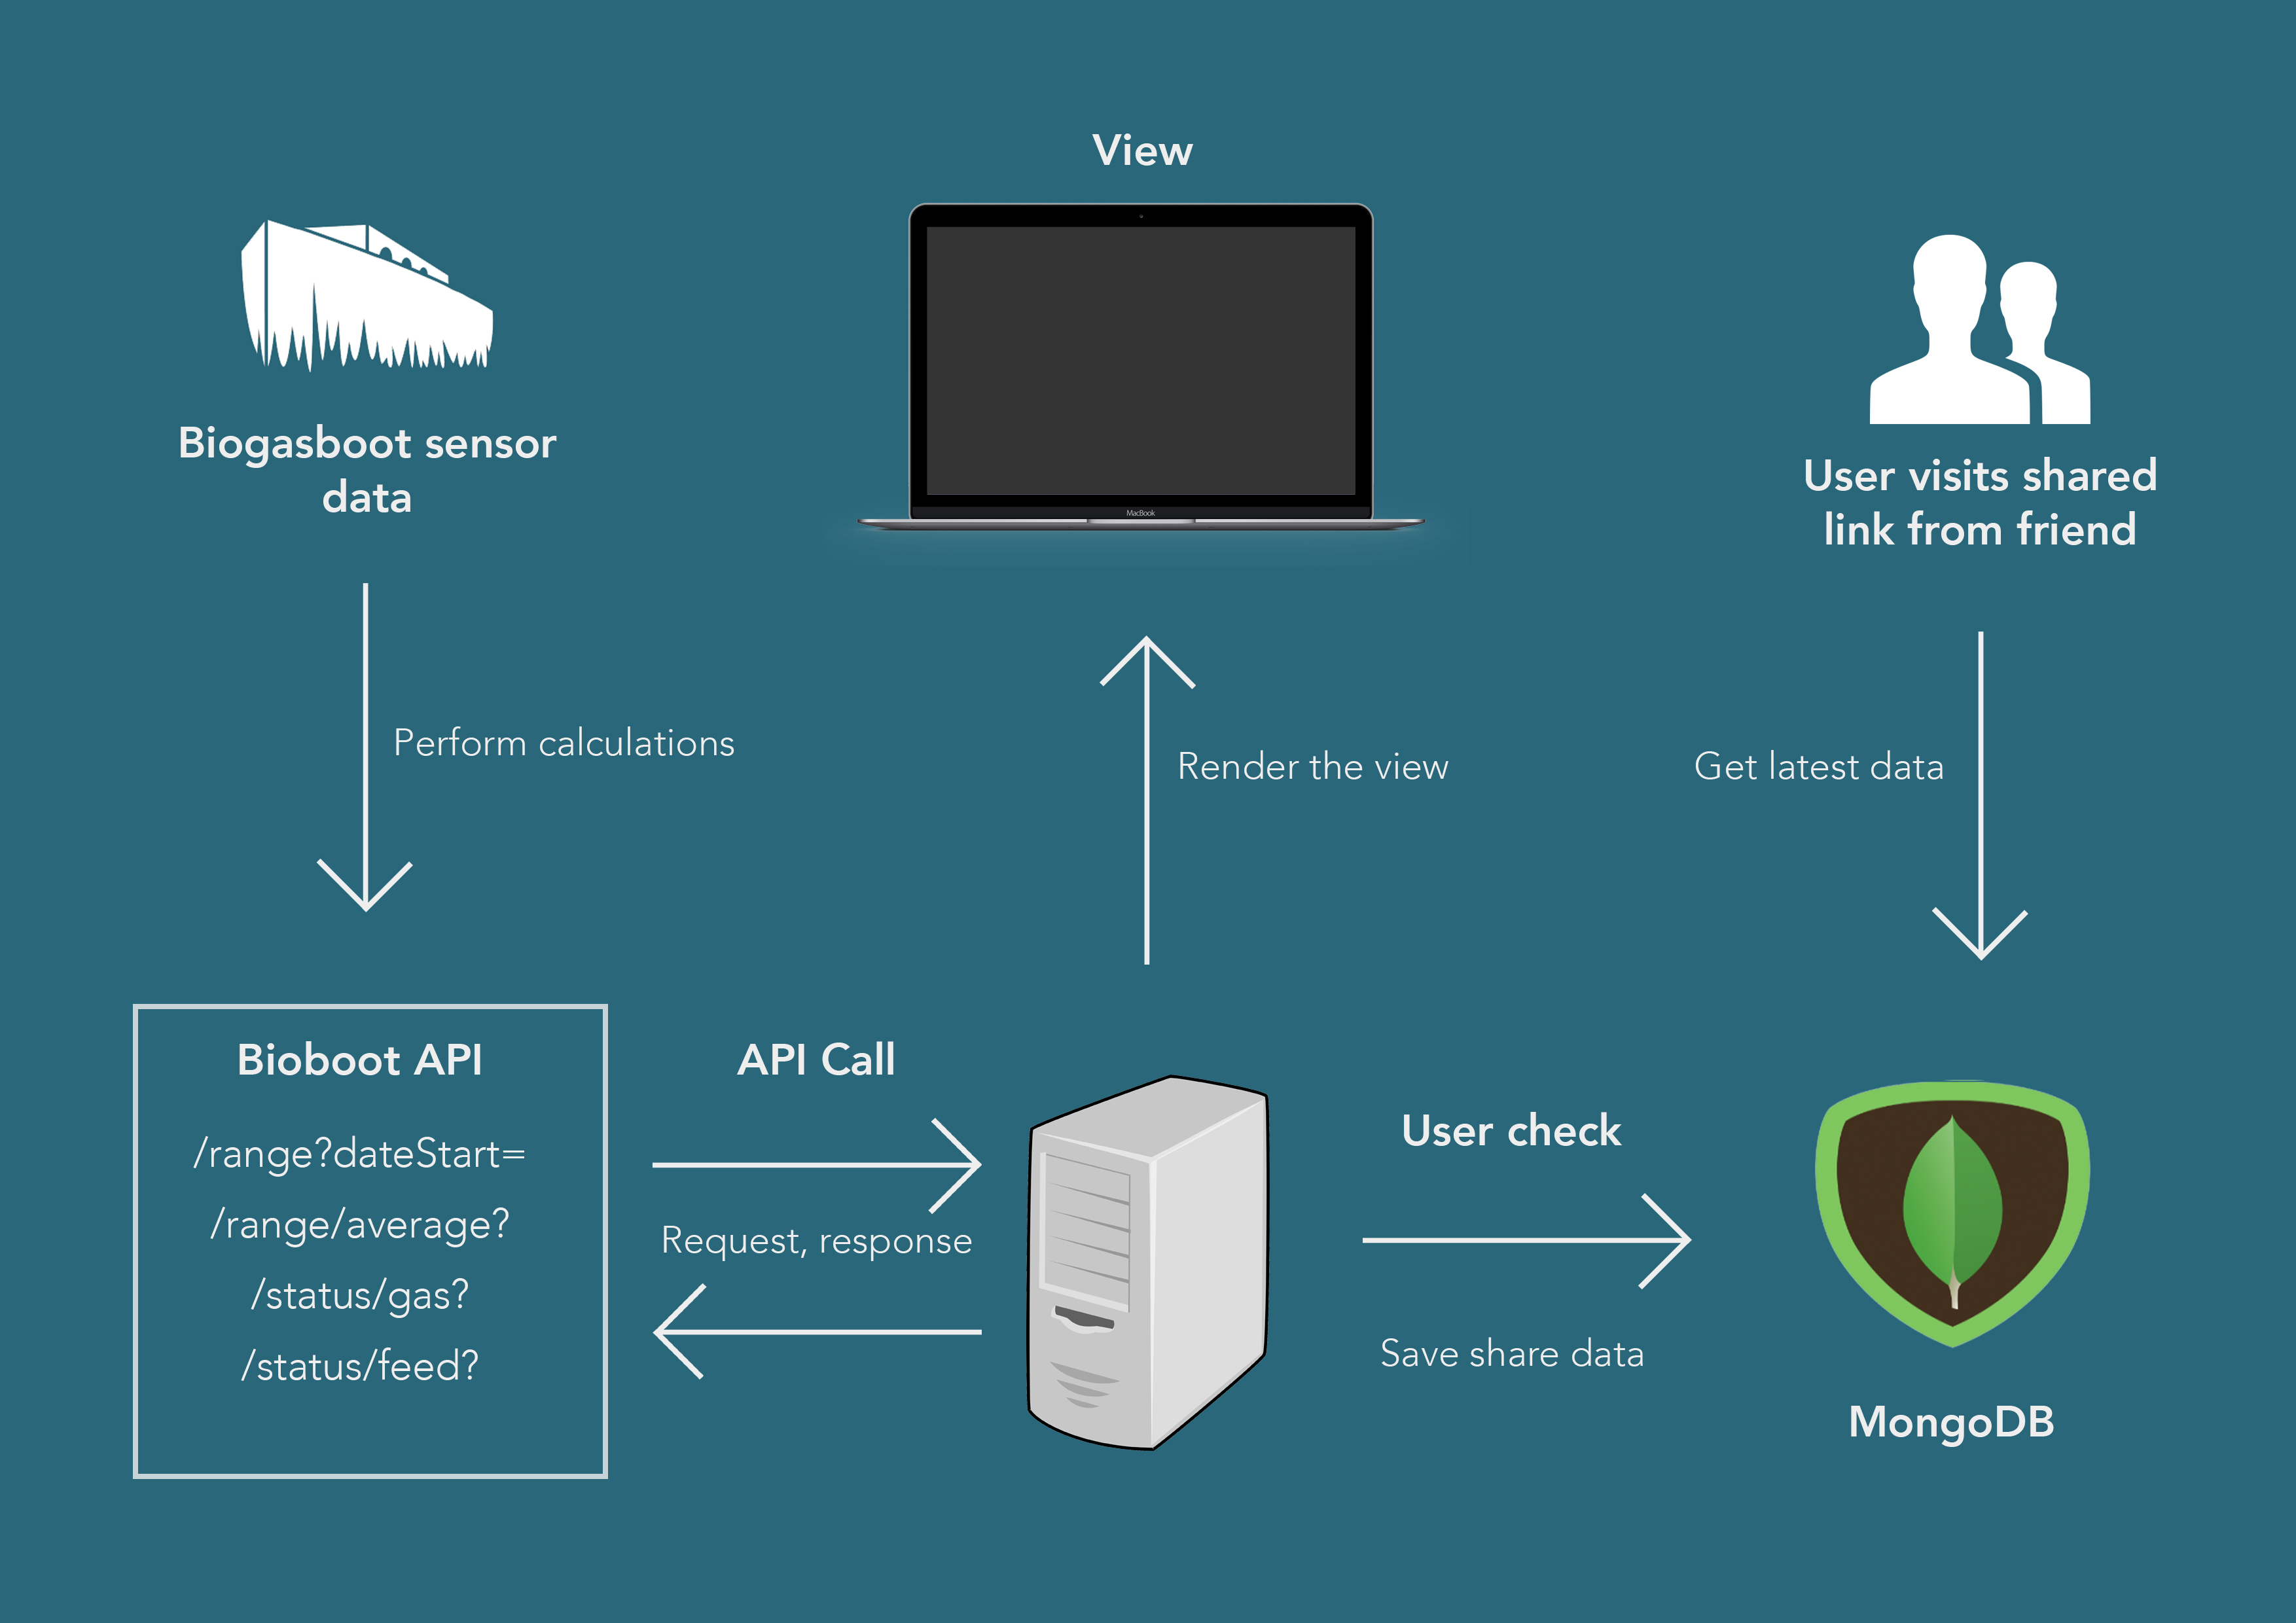 View
MacBook
Biogasboot sensor
data
User visits shared
link from friend
Perform calculations
Render the view
Get latest data
Bioboot API
/range?dateStart=
/range/average?
/status/gas?
/status/feed?
API Call
Request, response
User check
Save share data
MongoDB